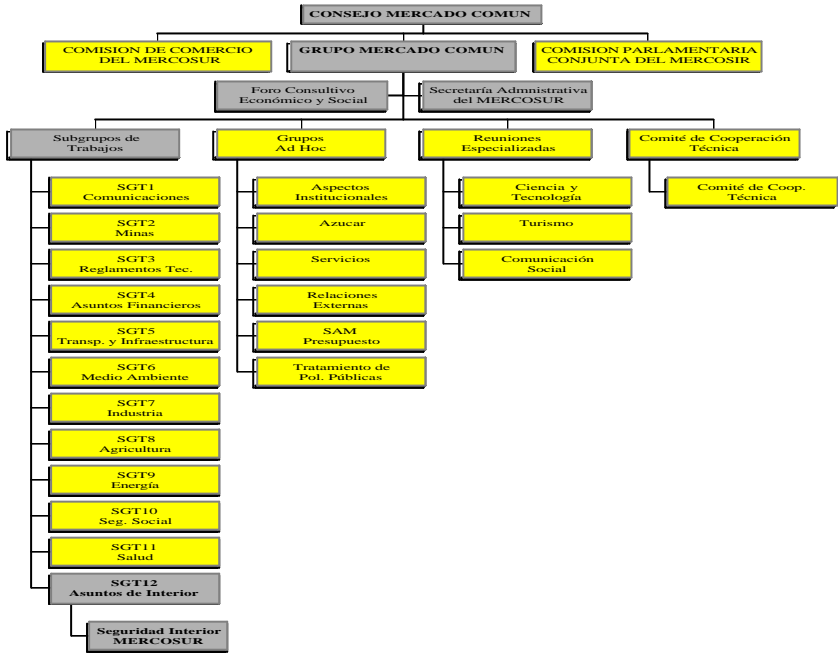 CONSEJO MERCADO COMUN
COMISION DE COMERCIO
DEL MERCOSUR
GRUPO MERCADO COMUN
COMISION PARLAMENTARIA
CONJUNTA DEL MERCOSIR
Foro Consultivo
Económico y Social
Secretaría Admnistrativa
del MERCOSUR
Subgrupos de
Trabajos
Grupos
Ad Hoc
Reuniones
Especializadas
Comité de Cooperación
Técnica
SGT1
Comunicaciones
SGT2
Minas
SGT3
Reglamentos Tec.
SGT4
Asuntos Financieros
SGT5
Transp. y Infraestructura
SGT6
Medio Ambiente
SGT7
Industria
SGT8
Agricultura
SGT9
Energía
SGT10
Seg. Social
SGT11
Salud
SGT12
Asuntos de Interior
Seguridad Interior
MERCOSUR
Aspectos
Institucionales
Azucar
Servicios
Relaciones
Externas
SAM
Presupuesto
Tratamiento de
Pol. Públicas
Ciencia y
Tecnología
Turismo
Comunicación
Social
Comité de Coop.
Técnica